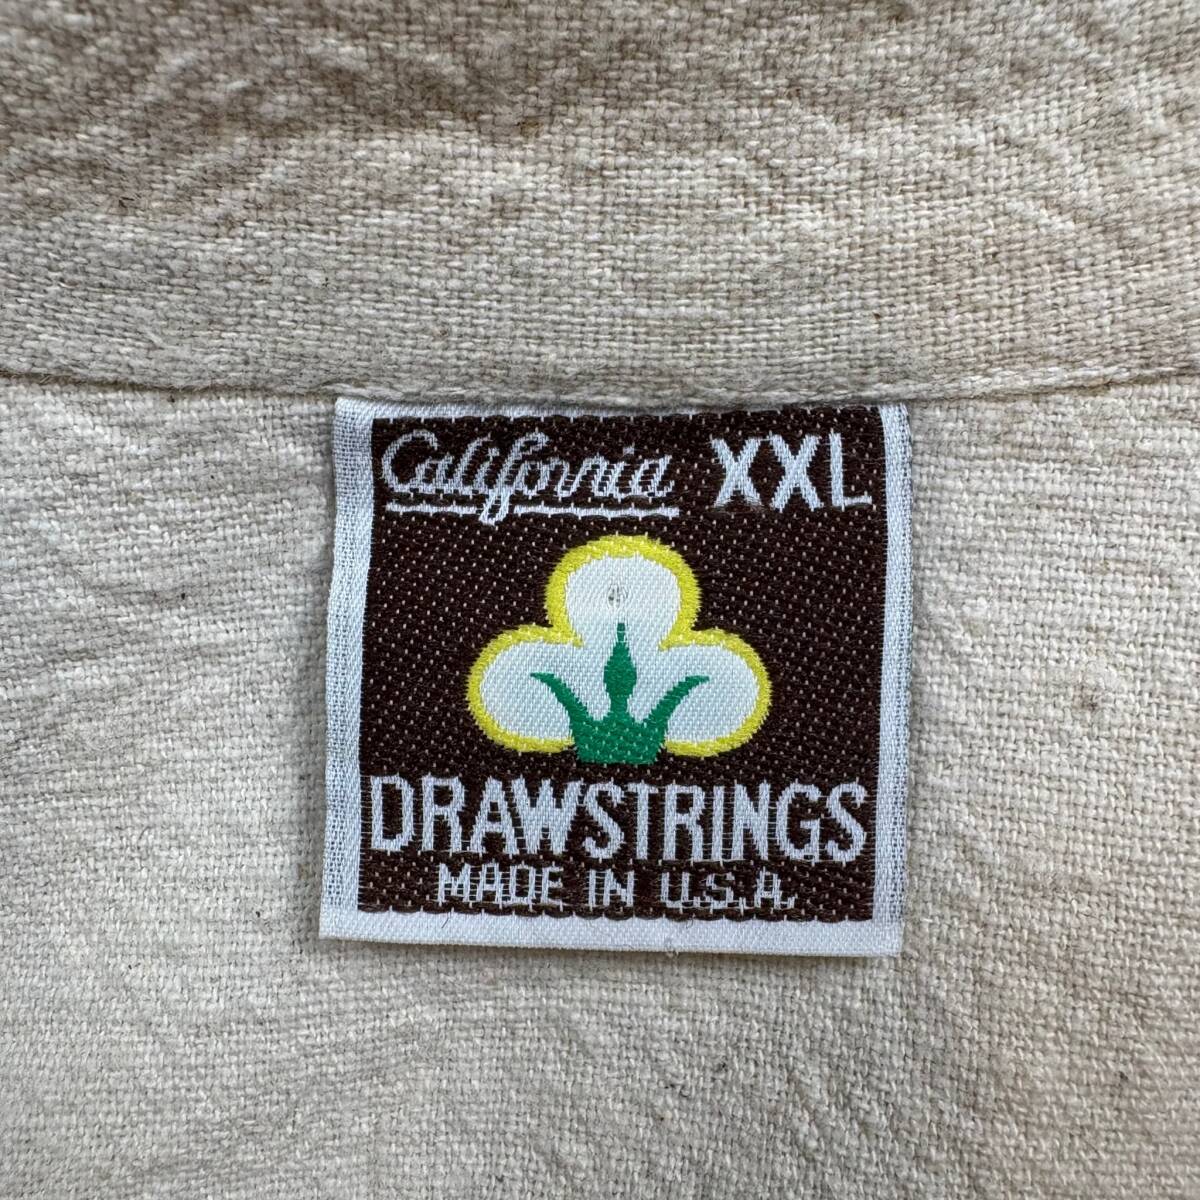 California XXL
DRAWSTRINGS
MADE IN U.S.A.